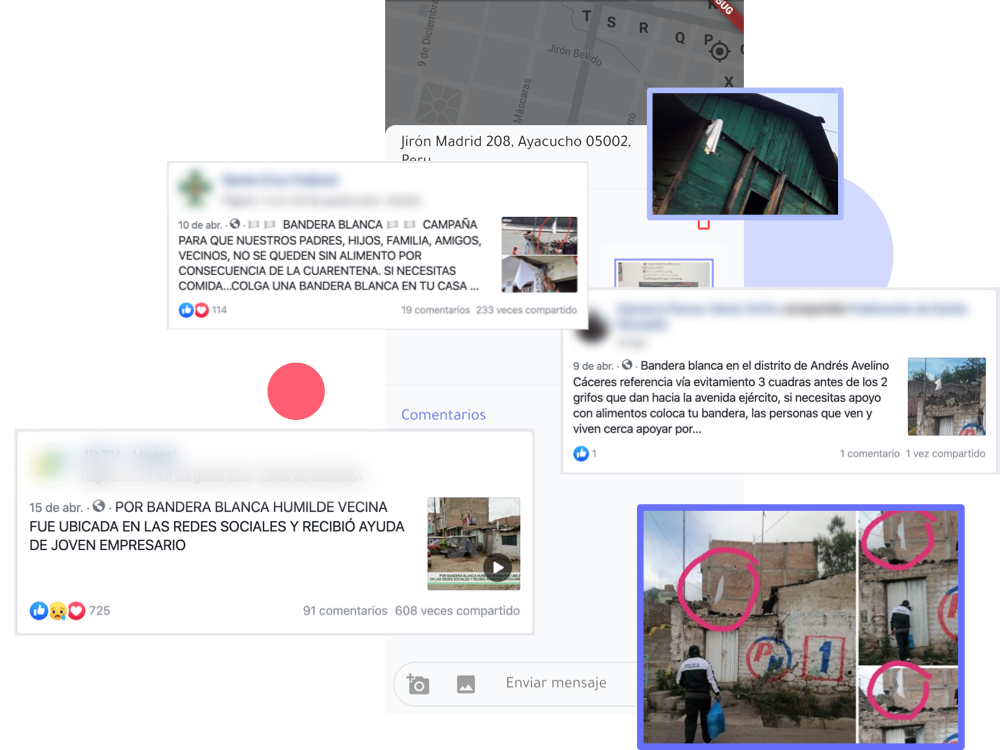 BUG
T
S
R
Q
P
X
9 de Diciembre
Jirón Bellido
Máscaras
Jirón Madrid 208, Ayacucho 05002,
Peru
10 de abr. · BANDERA BLANCA CAMPAÑA
PARA QUE NUESTROS PADRES, HIJOS, FAMILIA, AMIGOS,
VECINOS, NO SE QUEDEN SIN ALIMENTO POR
CONSECUENCIA DE LA CUARENTENA. SI NECESITAS
COMIDA...COLGA UNA BANDERA BLANCA EN TU CASA ...
114
19 comentarios 233 veces compartido
9 de abr. · Bandera blanca en el distrito de Andrés Avelino
Cáceres referencia vía evitamiento 3 cuadras antes de los 2
grifos que dan hacia la avenida ejército, si necesitas apoyo
con alimentos coloca tu bandera, las personas que ven y
viven cerca apoyar por...
1
1 comentario 1 vez compartido
Comentarios
15 de abr. · POR BANDERA BLANCA HUMILDE VECINA
FUE UBICADA EN LAS REDES SOCIALES Y RECIBIÓ AYUDA
DE JOVEN EMPRESARIO
725
91 comentarios 608 veces compartido
Enviar mensaje
POLICIA
1